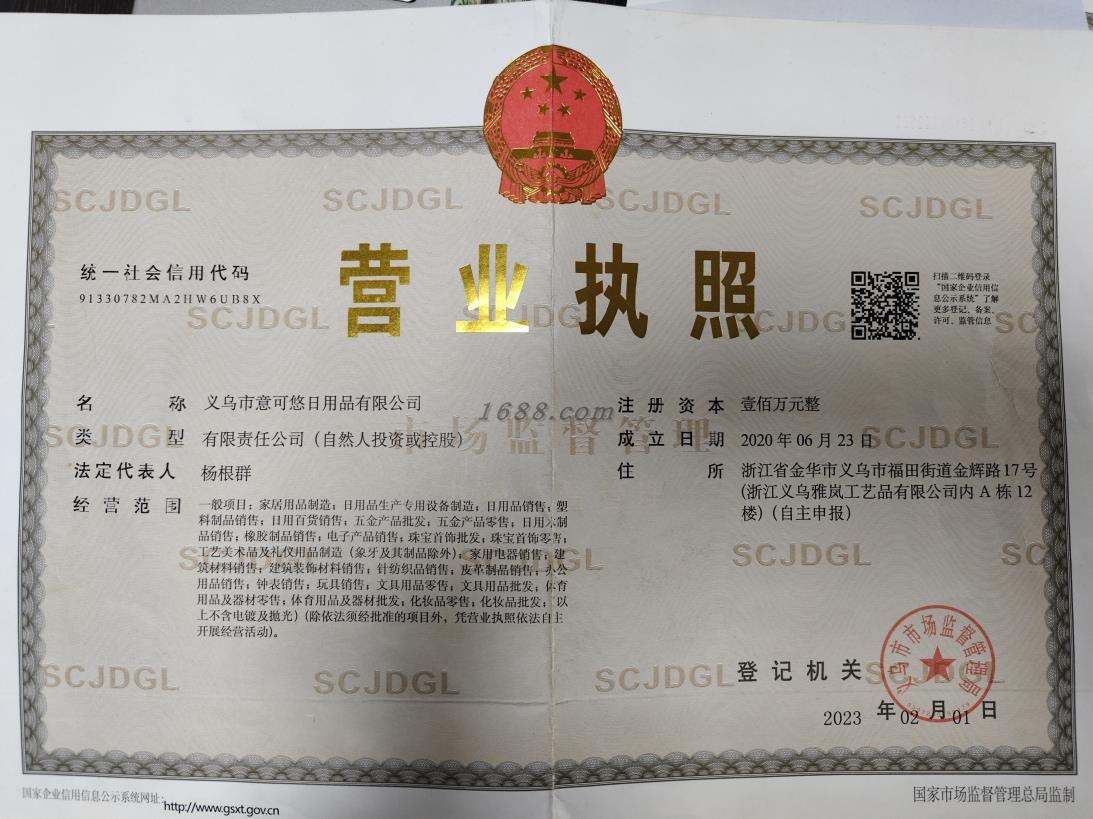 SCJDGL SCJDGL SCJDGL SCJDGL
营业执照
统一社会信用代码
91330782MA2HW6UB8X
扫描二维码登录
“国家企业信用信
息公示系统”了解
更多登记、备案、
许可、监管信息
SCJDGL
1688.com
市场监督管理
名 称 义乌市意可悠日用品有限公司
类 型 有限责任公司（自然人投资或控股）
法定代表人 杨根群
经营范围 一般项目：家居用品制造；日用品生产专用设备制造；日用品销售；塑
料制品销售；日用百货销售；五金产品批发；五金产品零售；日用木制
品销售；橡胶制品销售；电子产品销售；珠宝首饰批发；珠宝首饰零售；
工艺美术品及礼仪用品制造（象牙及其制品除外）；家用电器销售；建
筑材料销售；建筑装饰材料销售；针纺织品销售；皮革制品销售；办公
用品销售；钟表销售；玩具销售；文具用品零售；文具用品批发；体育
用品及器材零售；体育用品及器材批发；化妆品零售；化妆品批发；（以
上不含电镀及抛光）（除依法须经批准的项目外，凭营业执照依法自主
开展经营活动）。
注册资本 壹佰万元整
成立日期 2020年06月23日
住 所 浙江省金华市义乌市福田街道金辉路17号
(浙江义乌雅岚工艺品有限公司内A栋12
楼)（自主申报）
SCJDGL
SCJDGL SCJDGL SCJDGL SCJDGL
登记机关
义乌市市场监督管理局
2023 年 02 月 01 日
国家企业信用信息公示系统网址：http://www.gsxt.gov.cn
国家市场监督管理总局监制